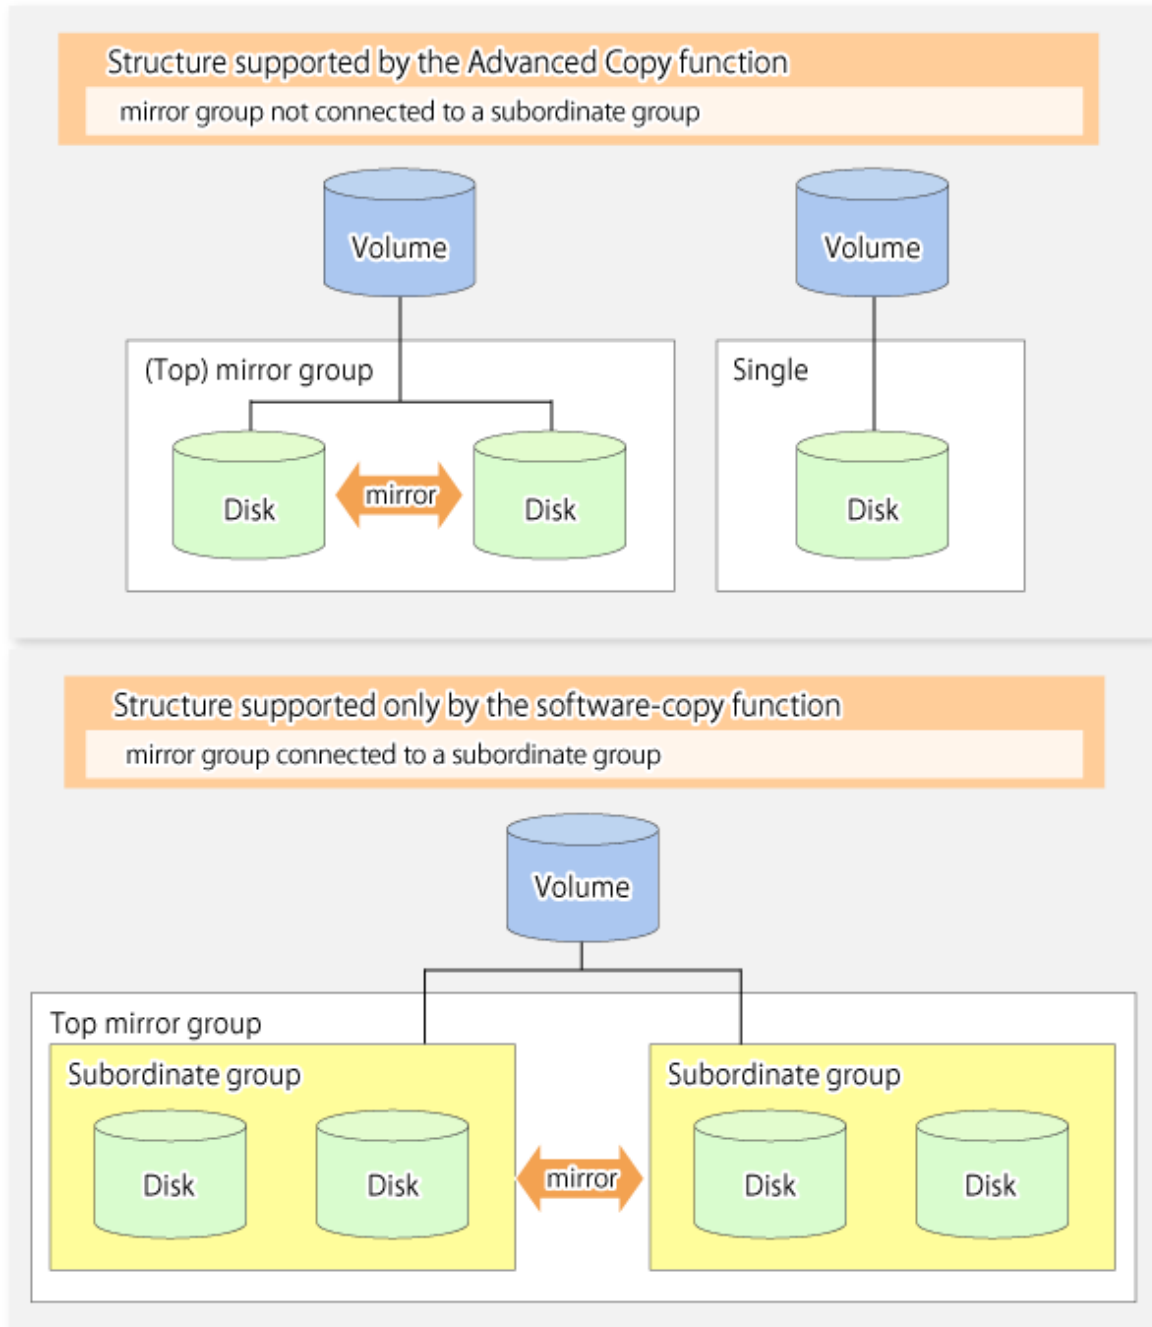 Structure supported by the Advanced Copy function
mirror group not connected to a subordinate group
Volume
Volume
(Top) mirror group
Single
Disk
mirror
Disk
Disk
Structure supported only by the software-copy function
mirror group connected to a subordinate group
Volume
Top mirror group
Subordinate group
Subordinate group
Disk
Disk
mirror
Disk
Disk